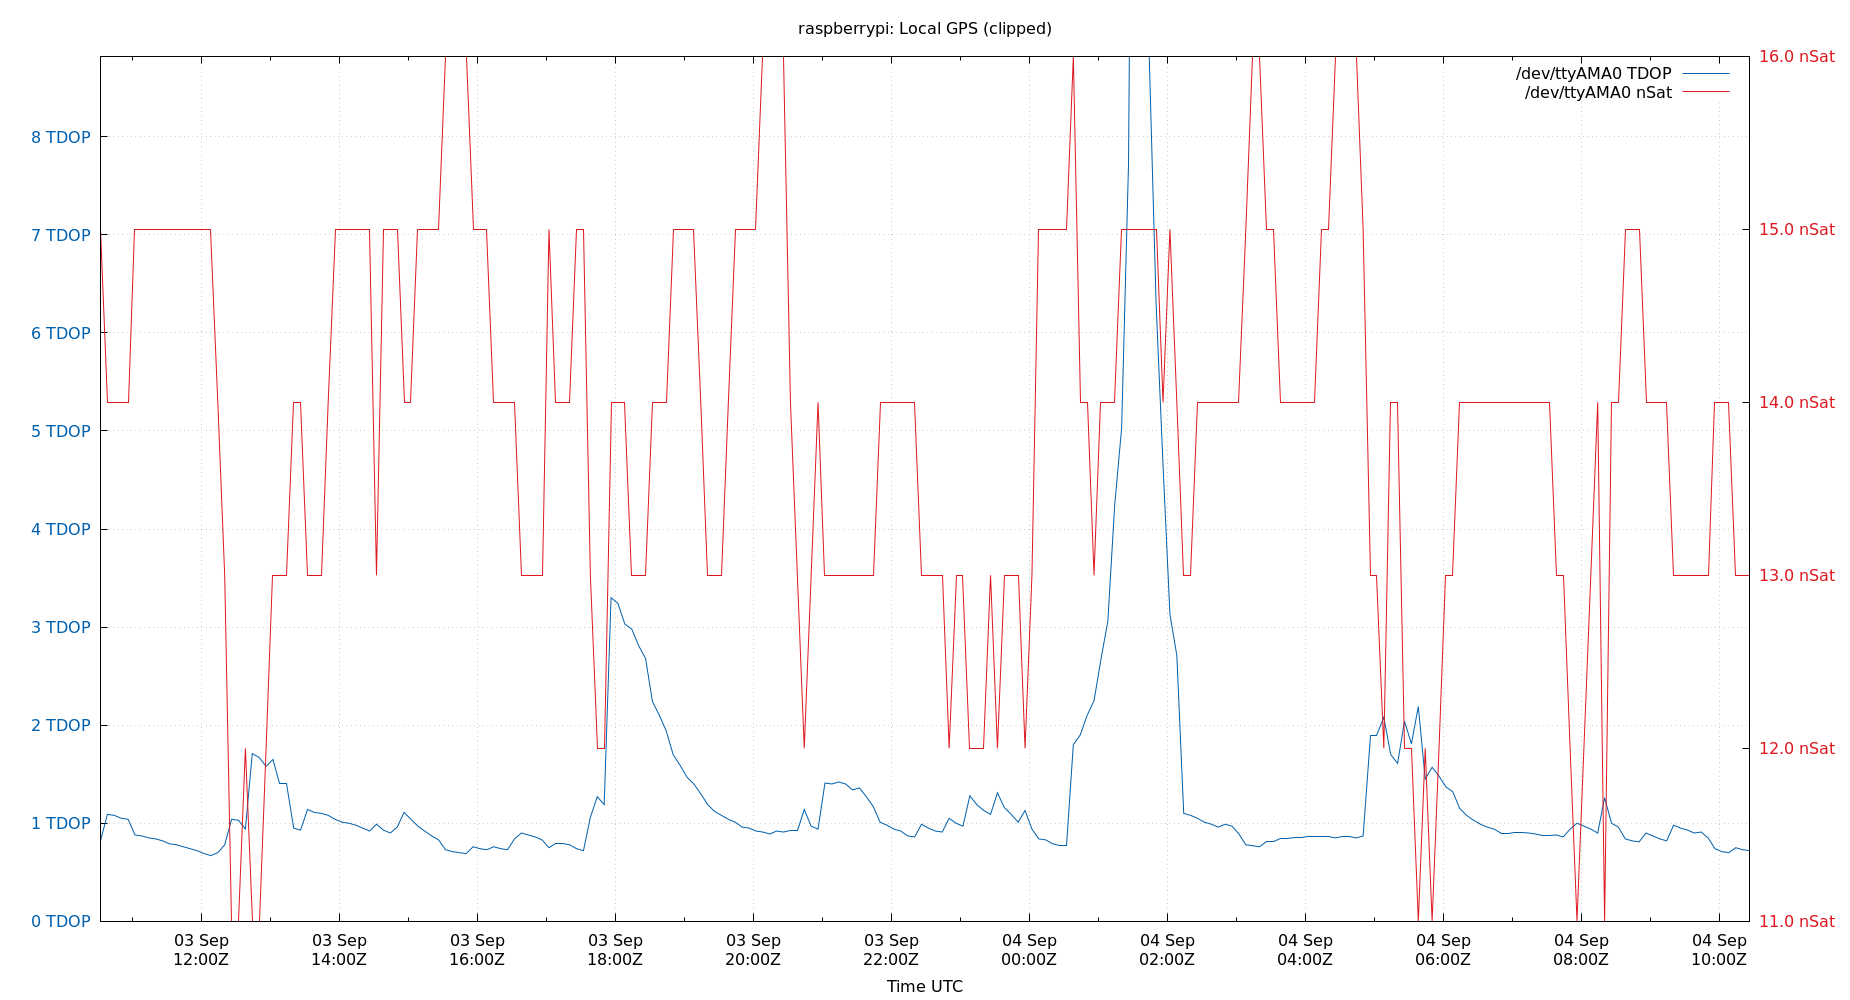 raspberrypi: Local GPS (clipped)
/dev/ttyAMA0 TDOP
/dev/ttyAMA0 nSat
8 TDOP
7 TDOP
6 TDOP
5 TDOP
4 TDOP
3 TDOP
2 TDOP
1 TDOP
0 TDOP
16.0 nSat
15.0 nSat
14.0 nSat
13.0 nSat
12.0 nSat
11.0 nSat
03 Sep
12:00Z
03 Sep
14:00Z
03 Sep
16:00Z
03 Sep
18:00Z
03 Sep
20:00Z
03 Sep
22:00Z
04 Sep
00:00Z
04 Sep
02:00Z
04 Sep
04:00Z
04 Sep
06:00Z
04 Sep
08:00Z
04 Sep
10:00Z
Time UTC